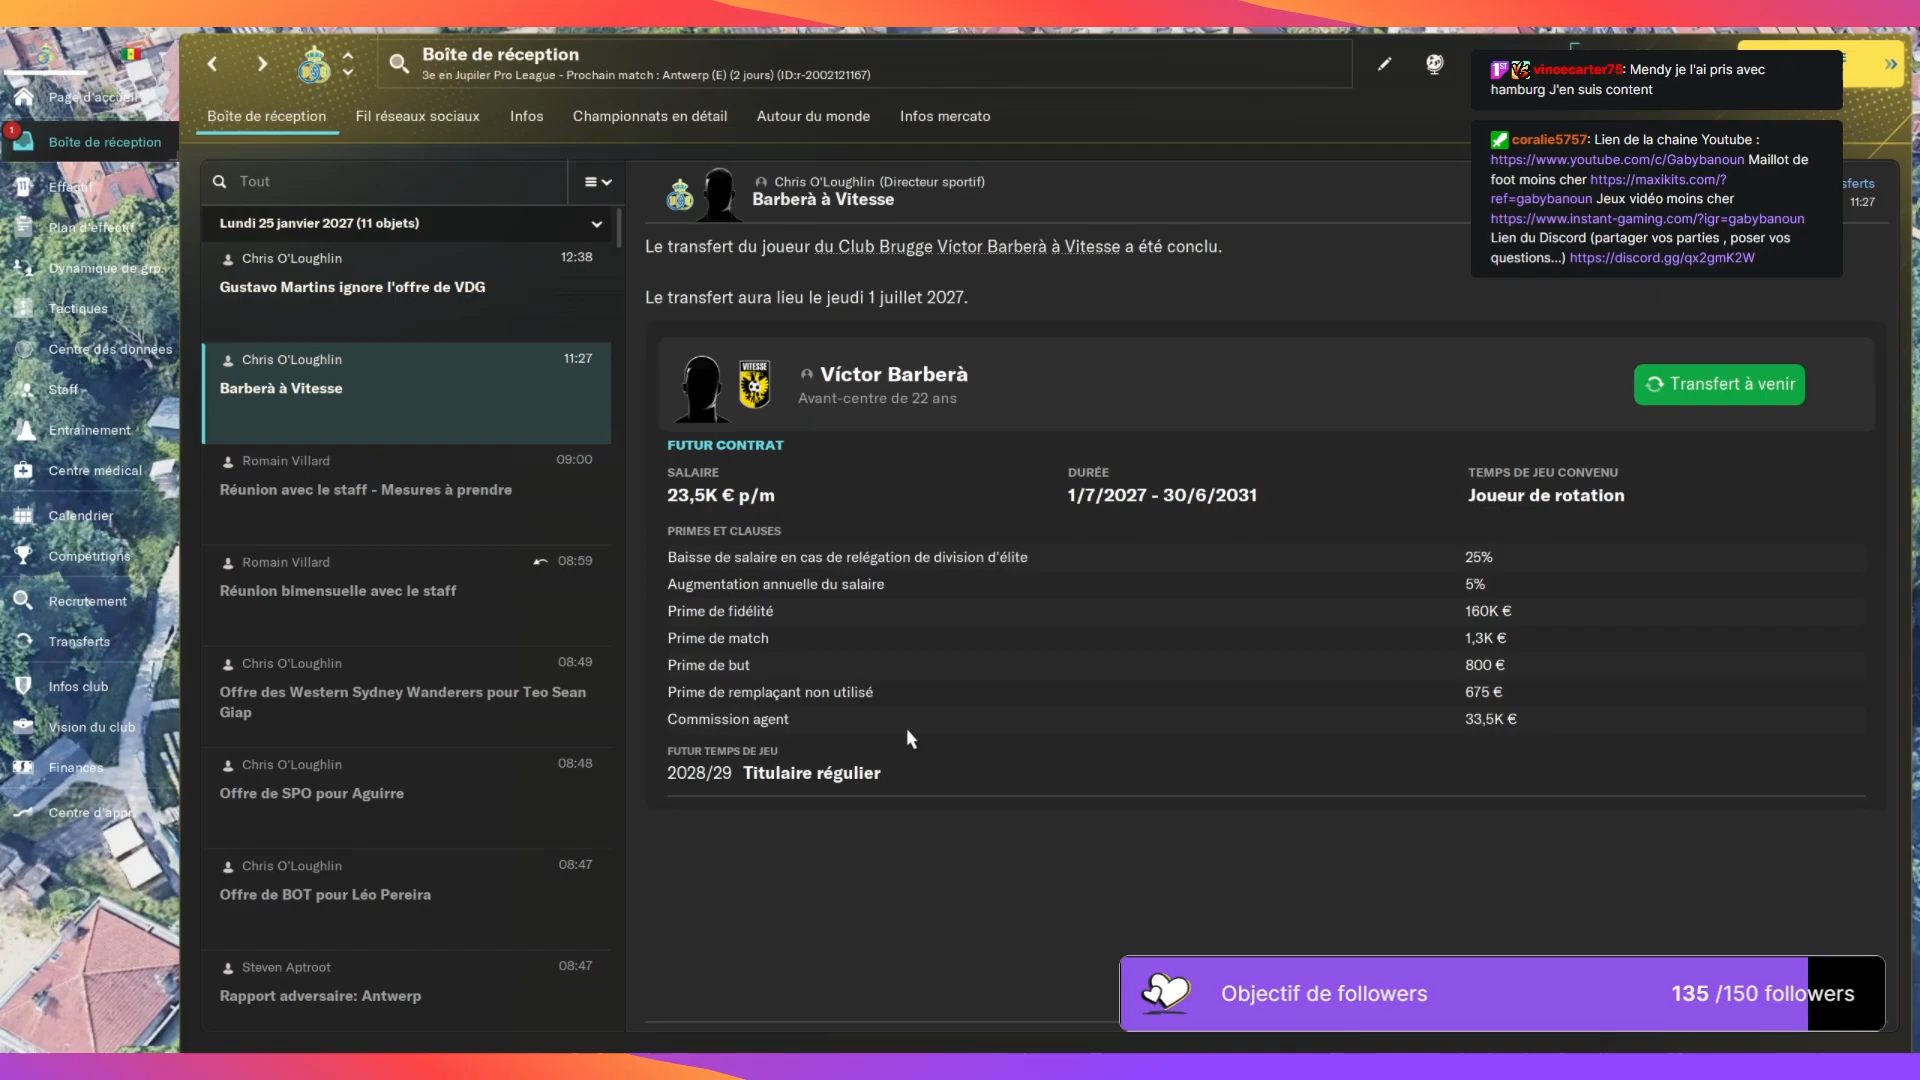 Page d'accueil
1
Boîte de réception
Effectif
Plan d'effectif
Dynamique de grp.
Tactiques
Centre des données
Staff
Entraînement
Centre médical
Calendrier
Compétitions
Recrutement
Transferts
Infos club
Vision du club
Finances
Centre d'appr.
Boîte de réception
3e en Jupiler Pro League - Prochain match : Antwerp (E) (2 jours) (ID:r-2002121167)
Boîte de réception
Fil réseaux sociaux
Infos
Championnats en détail
Autour du monde
Infos mercato
Tout
Lundi 25 janvier 2027 (11 objets)
Chris O'Loughlin
12:38
Gustavo Martins ignore l'offre de VDG
Chris O'Loughlin
11:27
Barberà à Vitesse
Romain Villard
09:00
Réunion avec le staff - Mesures à prendre
Romain Villard
08:59
Réunion bimensuelle avec le staff
Chris O'Loughlin
08:49
Offre des Western Sydney Wanderers pour Teo Sean
Giap
Chris O'Loughlin
08:48
Offre de SPO pour Aguirre
Chris O'Loughlin
08:47
Offre de BOT pour Léo Pereira
Steven Aptroot
08:47
Rapport adversaire: Antwerp
Chris O'Loughlin (Directeur sportif)
Barberà à Vitesse
11:27
Le transfert du joueur du Club Brugge Víctor Barberà à Vitesse a été conclu.
Le transfert aura lieu le jeudi 1 juillet 2027.
VITESSE
Víctor Barberà
Avant-centre de 22 ans
Transfert à venir
FUTUR CONTRAT
SALAIRE
23,5K € p/m
DURÉE
1/7/2027 - 30/6/2031
TEMPS DE JEU CONVENU
Joueur de rotation
PRIMES ET CLAUSES
Baisse de salaire en cas de relégation de division d'élite
25%
Augmentation annuelle du salaire
5%
Prime de fidélité
160K €
Prime de match
1,3K €
Prime de but
800 €
Prime de remplaçant non utilisé
675 €
Commission agent
33,5K €
FUTUR TEMPS DE JEU
2028/29 Titulaire régulier
1ST vincecarter75: Mendy je l'ai pris avec
hamburg J'en suis content
coralie5757: Lien de la chaine Youtube :
https://www.youtube.com/c/Gabybanoun Maillot de
foot moins cher https://maxikits.com/?
ref=gabybanoun Jeux vidéo moins cher
https://www.instant-gaming.com/?igr=gabybanoun
Lien du Discord (partager vos parties , poser vos
questions...) https://discord.gg/qx2gmK2W
Objectif de followers
135 /150 followers